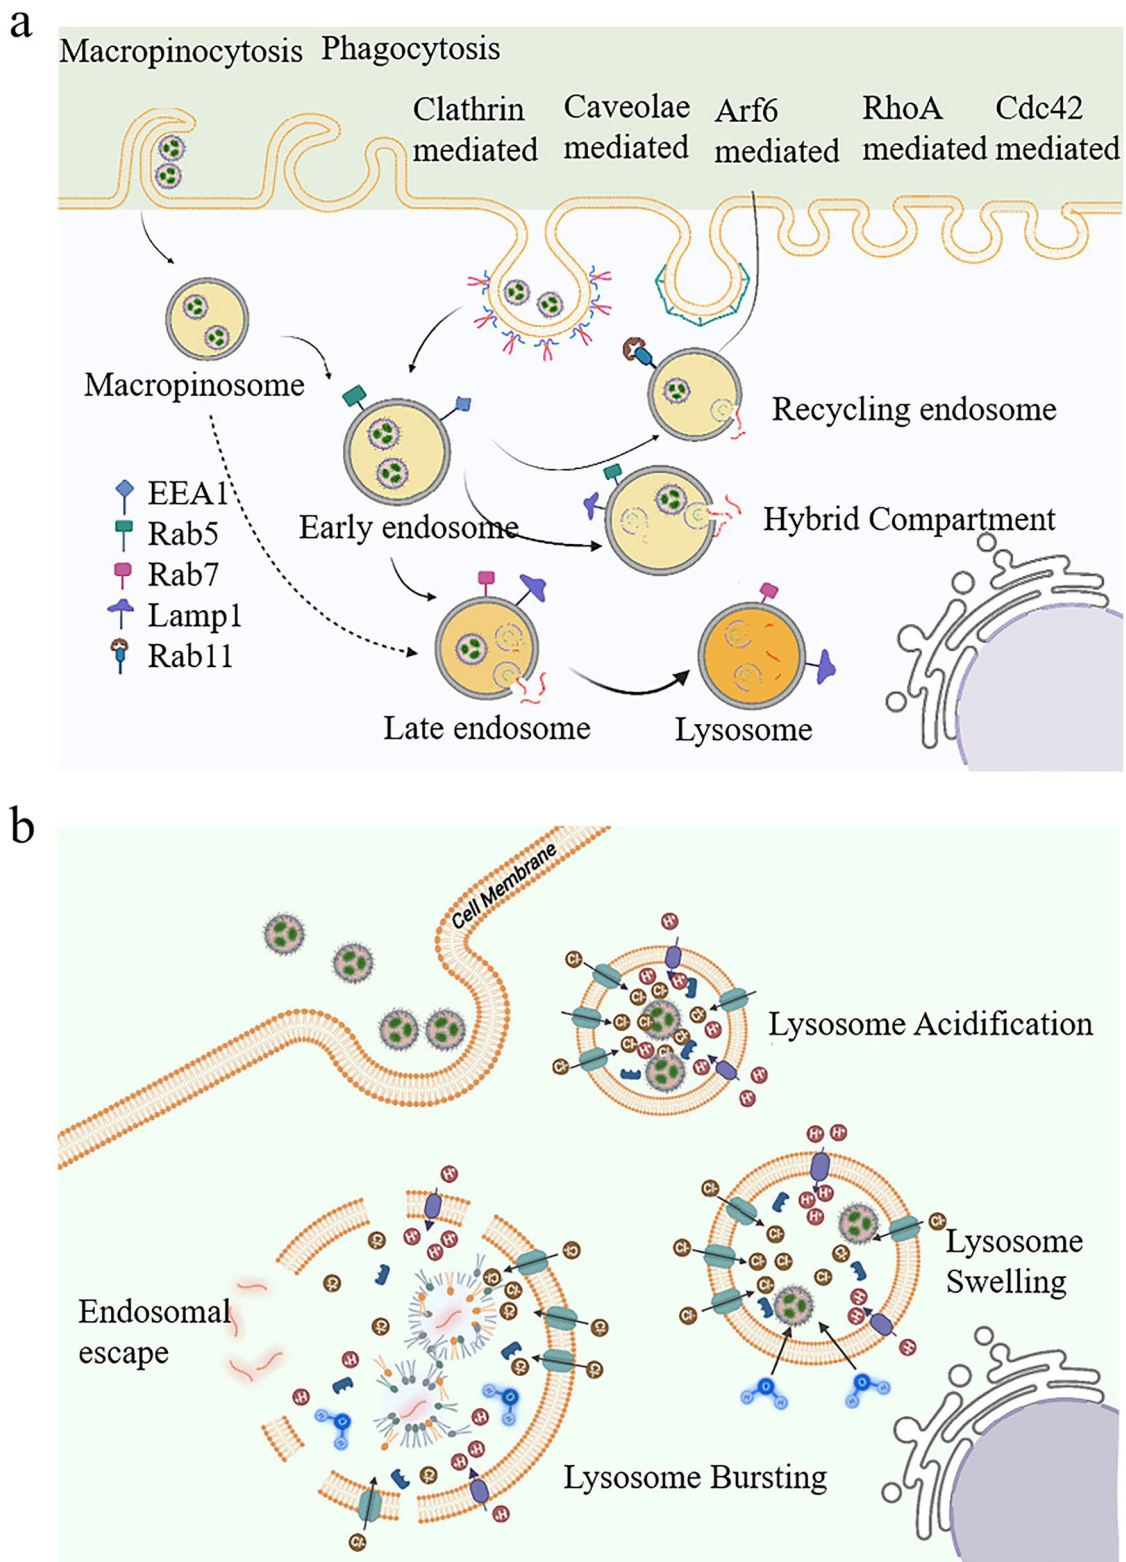 a
Macropinocytosis Phagocytosis
Clathrin
mediated
Caveolae
mediated
Arf6
mediated
RhoA
mediated
Cdc42
mediated
Macropinosome
Early endosome
Recycling endosome
Hybrid Compartment
EEA1
Rab5
Rab7
Lamp1
Rab11
Late endosome
Lysosome
b
Cell Membrane
Lysosome Acidification
Lysosome
Swelling
Endosomal
escape
Lysosome Bursting